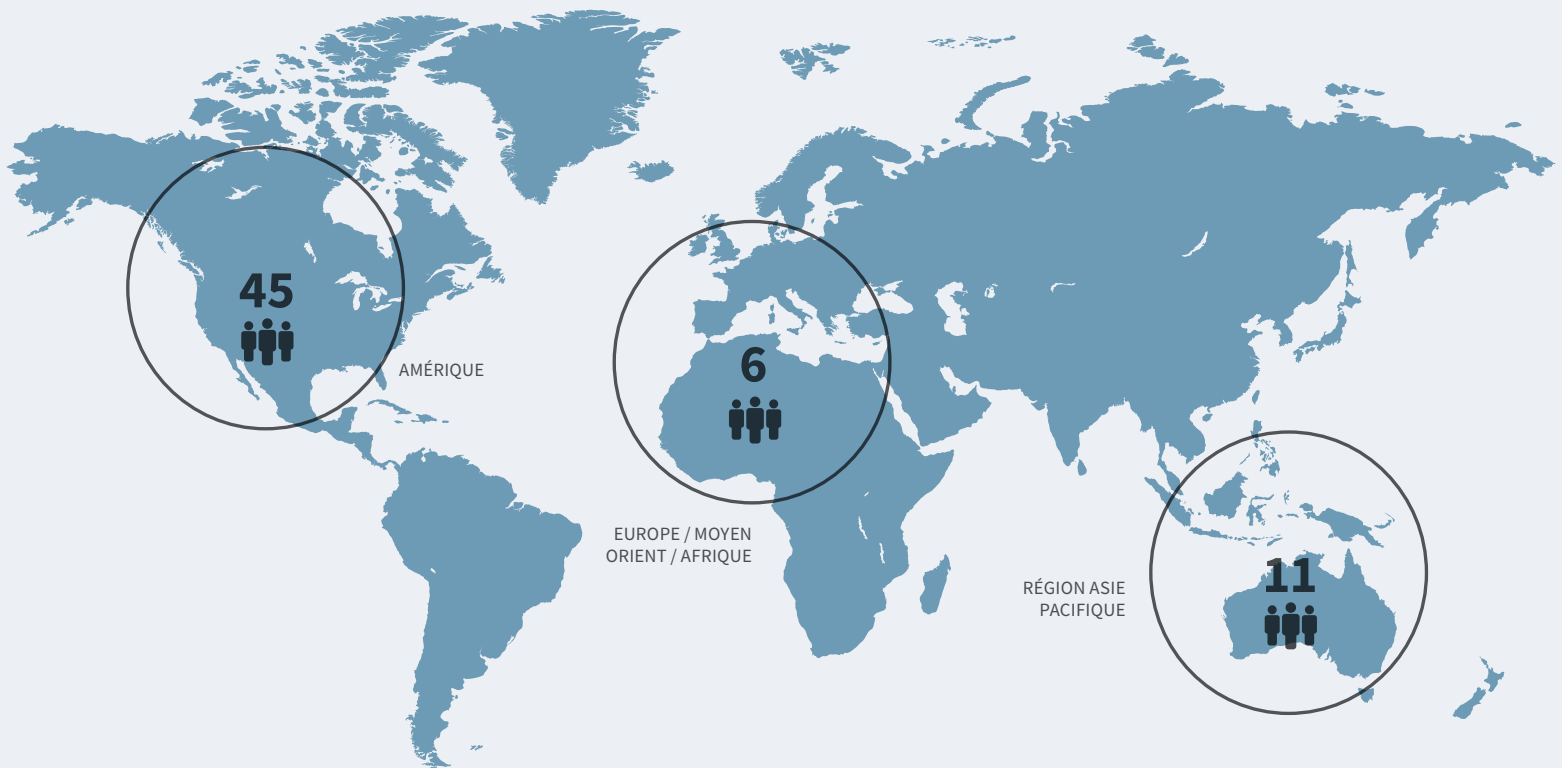 45
AMÉRIQUE
6
EUROPE / MOYEN
ORIENT / AFRIQUE
11
RÉGION ASIE
PACIFIQUE